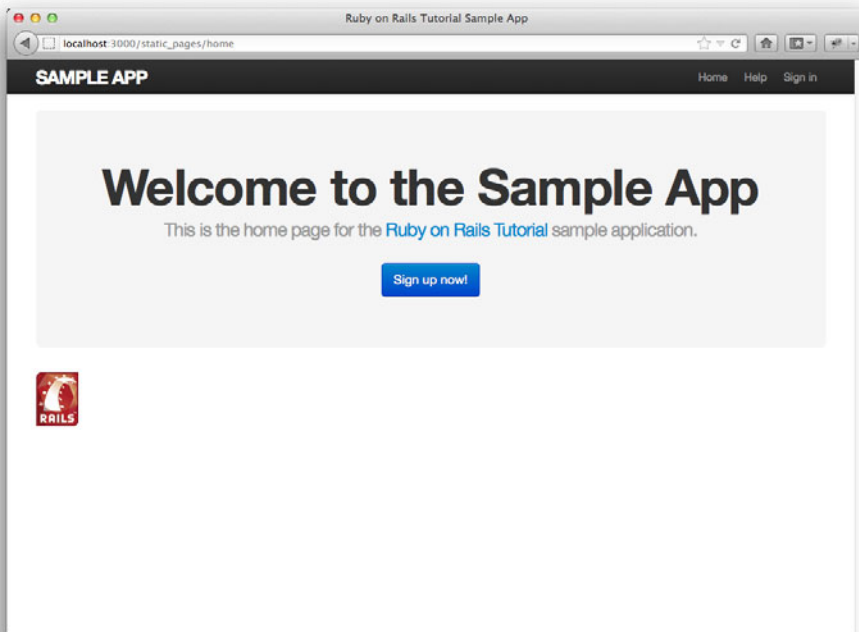 Ruby on Rails Tutorial Sample App
localhost:3000/static_pages/home
SAMPLE APP
Home Help Sign in
Welcome to the Sample App
This is the home page for the Ruby on Rails Tutorial sample application.
Sign up now!
RAILS